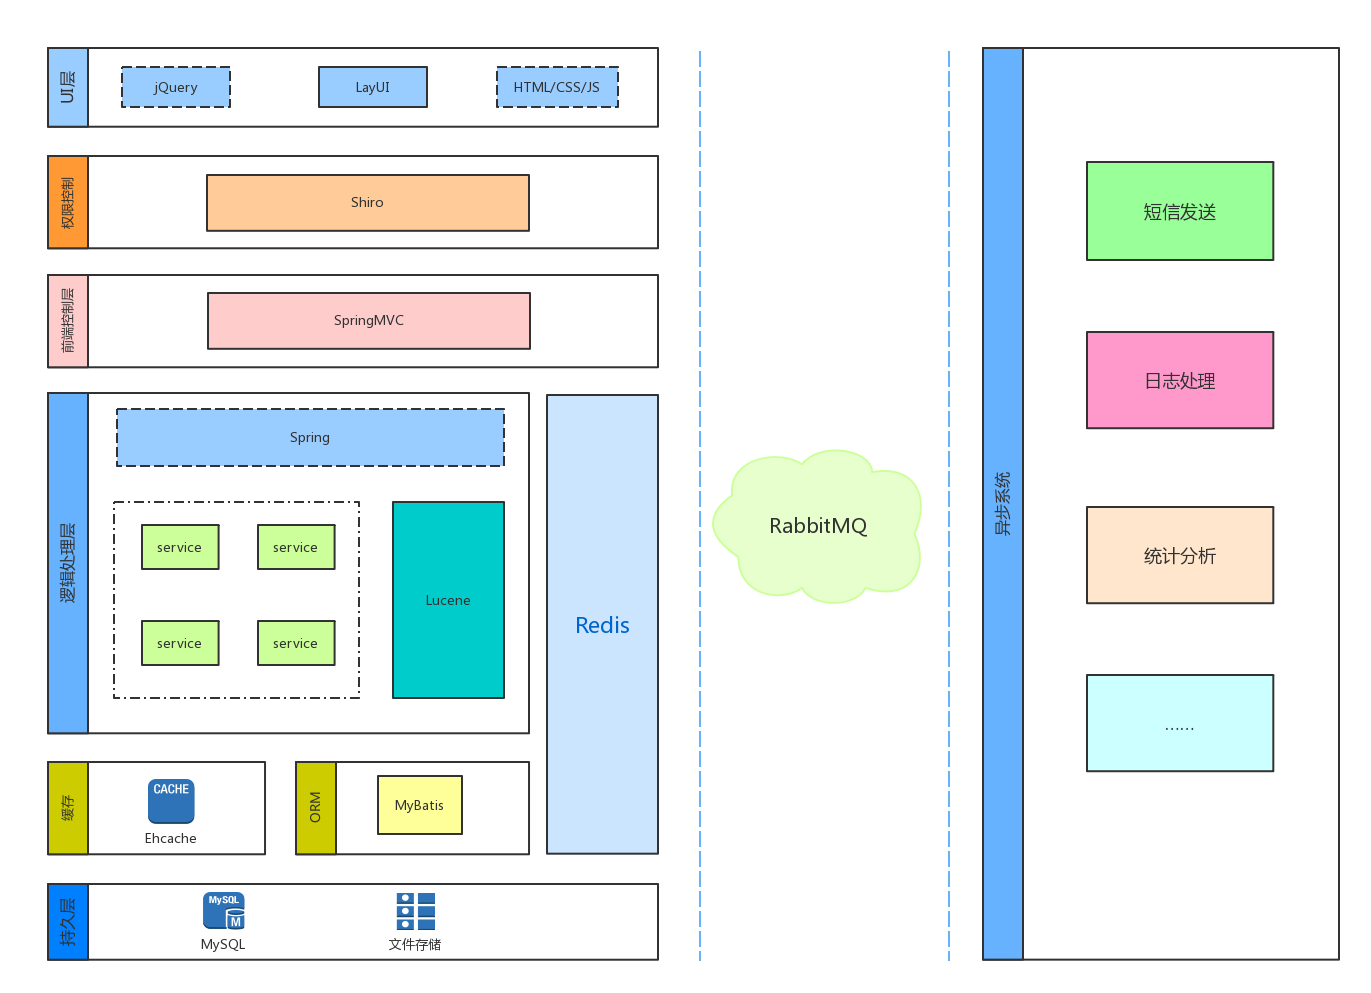 UI层
jQuery
LayUI
HTML/CSS/JS
权限控制
Shiro
前端控制层
SpringMVC
逻辑处理层
Spring
service
service
service
service
Lucene
Redis
缓存
CACHE
Ehcache
ORM
MyBatis
持久层
MySQL
M
MySQL
文件存储
RabbitMQ
异步系统
短信发送
日志处理
统计分析
……